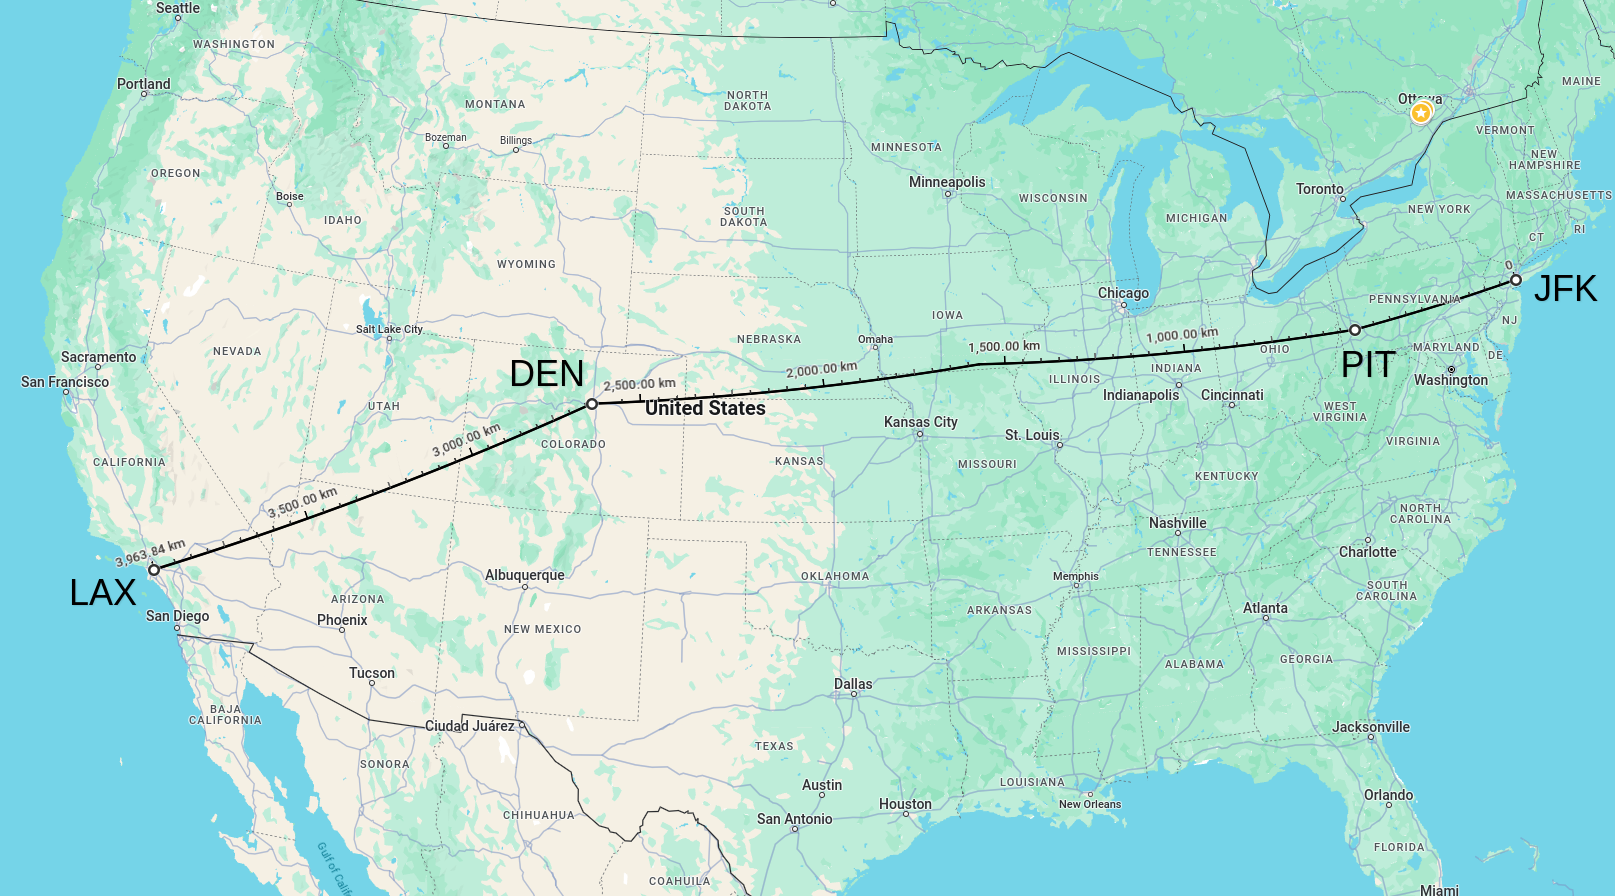 Seattle
WASHINGTON
Portland
MONTANA
NORTH
DAKOTA
MAINE
Ottawa
Bozeman
Billings
VERMONT
MINNESOTA
OREGON
NEW
HAMPSHIRE
Minneapolis
Toronto
Boise
WISCONSIN
MASSACHUSETTS
IDAHO
SOUTH
DAKOTA
MICHIGAN
NEW YORK
CT
RI
WYOMING
0
JFK
Chicago
PENNSYLVANIA
IOWA
NJ
Salt Lake City
NEBRASKA
Omaha
1,500.00 km
1,000.00 km
NEVADA
OHIO
MARYLAND
DE
Sacramento
PIT
San Francisco
DEN
2,500.00 km
2,000.00 km
ILLINOIS
INDIANA
Washington
UTAH
United States
Indianapolis
Cincinnati
WEST
VIRGINIA
Kansas City
St. Louis
VIRGINIA
3,000.00 km
COLORADO
CALIFORNIA
KANSAS
MISSOURI
KENTUCKY
3,500.00 km
NORTH
CAROLINA
Nashville
3,963.84 km
TENNESSEE
Charlotte
LAX
Albuquerque
OKLAHOMA
Memphis
SOUTH
CAROLINA
ARIZONA
ARKANSAS
Atlanta
San Diego
Phoenix
NEW MEXICO
MISSISSIPPI
ALABAMA
GEORGIA
Tucson
Dallas
BAJA
CALIFORNIA
Ciudad Juárez
Jacksonville
TEXAS
SONORA
LOUISIANA
Austin
Houston
New Orleans
Orlando
CHIHUAHUA
San Antonio
FLORIDA
Gulf of Calif
COAHUILA
Miami